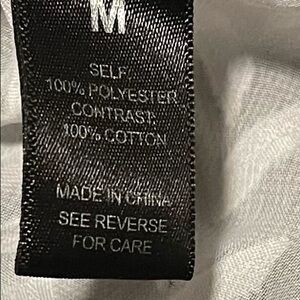 M
SELF:
100% POLYESTER
CONTRAST:
100% COTTON
MADE IN CHINA
SEE REVERSE
FOR CARE